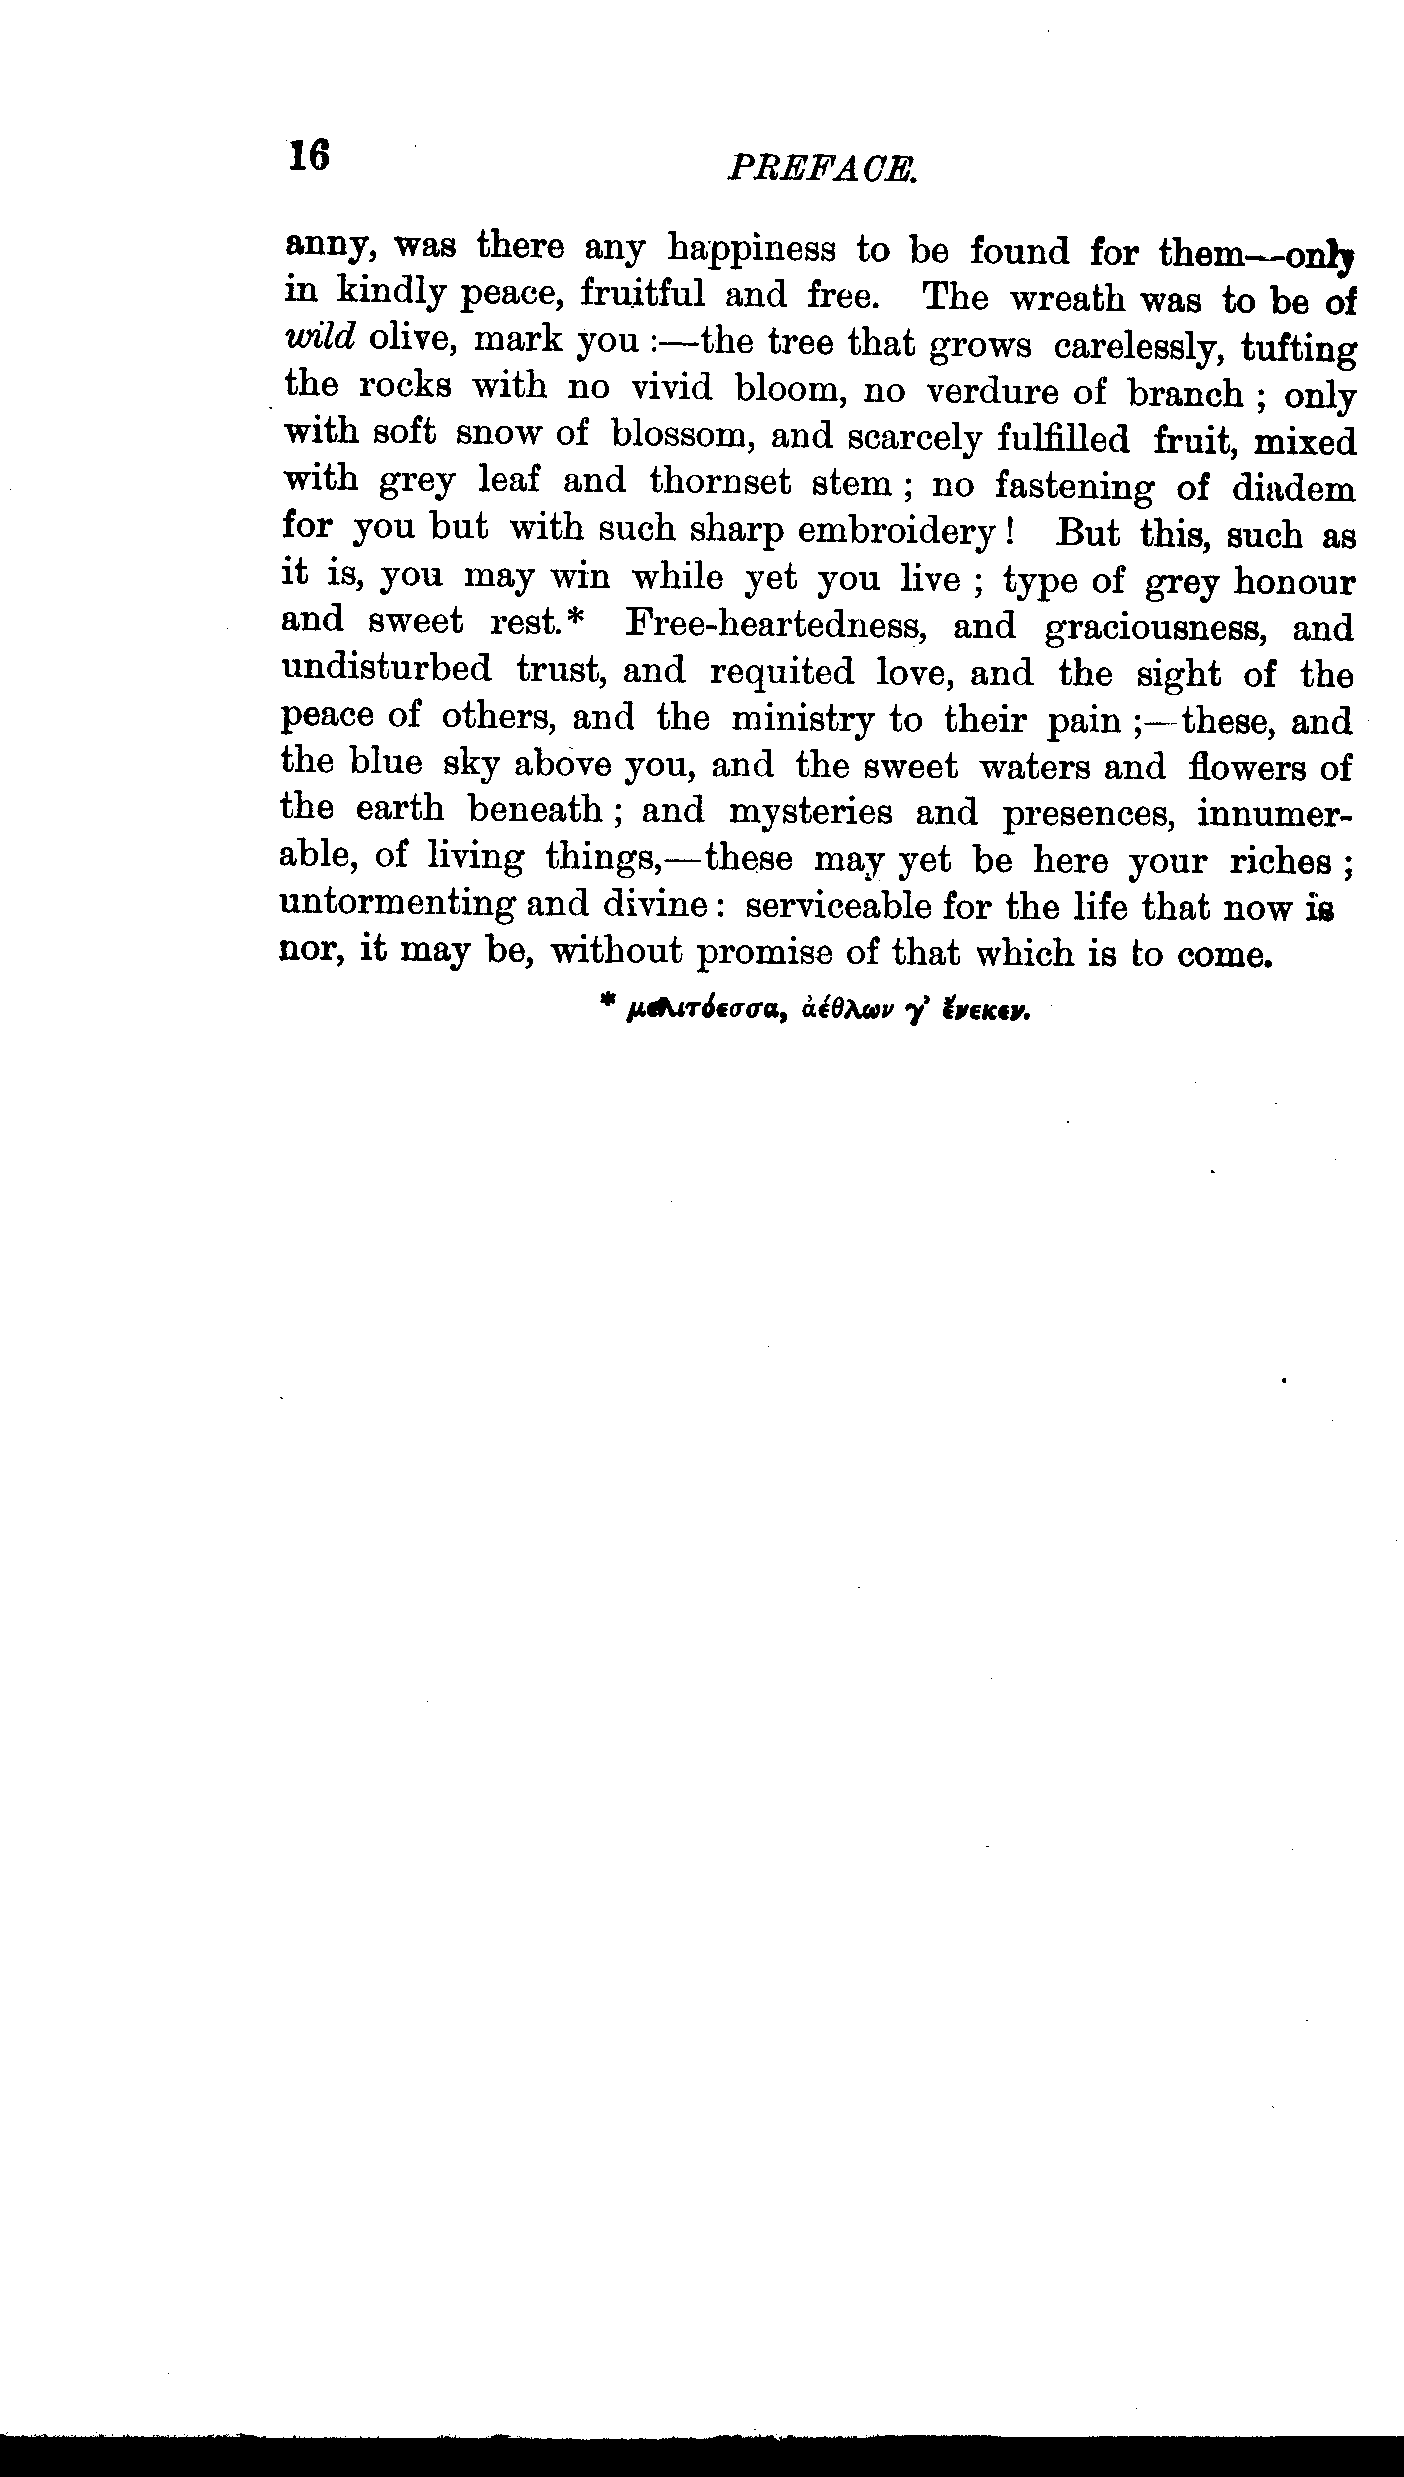 16
PREFACE.
anny, was there any happiness to be found for them—only
in kindly peace, fruitful and free. The wreath was to be of
wild olive, mark you :—the tree that grows carelessly, tufting
the rocks with no vivid bloom, no verdure of branch ; only
with soft snow of blossom, and scarcely fulfilled fruit, mixed
with grey leaf and thornset stem ; no fastening of diadem
for you but with such sharp embroidery ! But this, such as
it is, you may win while yet you live ; type of grey honour
and sweet rest.* Free-heartedness, and graciousness, and
undisturbed trust, and requited love, and the sight of the
peace of others, and the ministry to their pain ;—these, and
the blue sky above you, and the sweet waters and flowers of
the earth beneath ; and mysteries and presences, innumer-
able, of living things,—these may yet be here your riches ;
untormenting and divine : serviceable for the life that now is
nor, it may be, without promise of that which is to come.
* μελιτόεσσα, ἀέθλων γ’ ἕνεκεν.